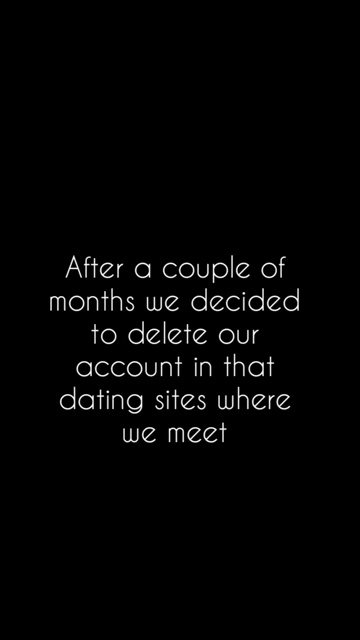 After a couple of
months we decided
to delete our
account in that
dating sites where
we meet